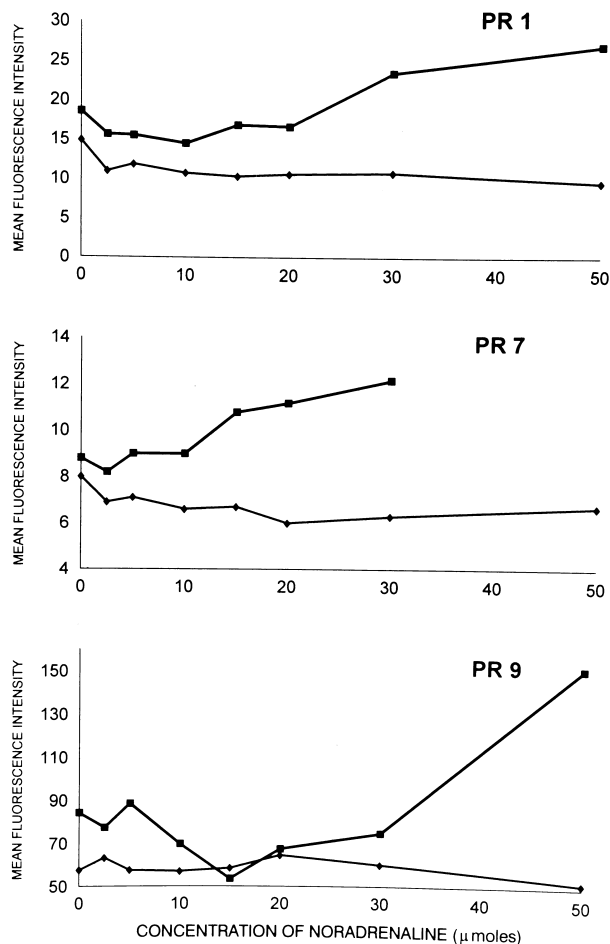 PR 1
MEAN FLUORESCENCE INTENSITY
30
25
20
15
10
5
0
0 10 20 30 40 50
PR 7
MEAN FLUORESCENCE INTENSITY
14
12
10
8
6
4
0 10 20 30 40 50
PR 9
MEAN FLUORESCENCE INTENSITY
150
130
110
90
70
50
0 10 20 30 40 50
CONCENTRATION OF NORADRENALINE (μmoles)